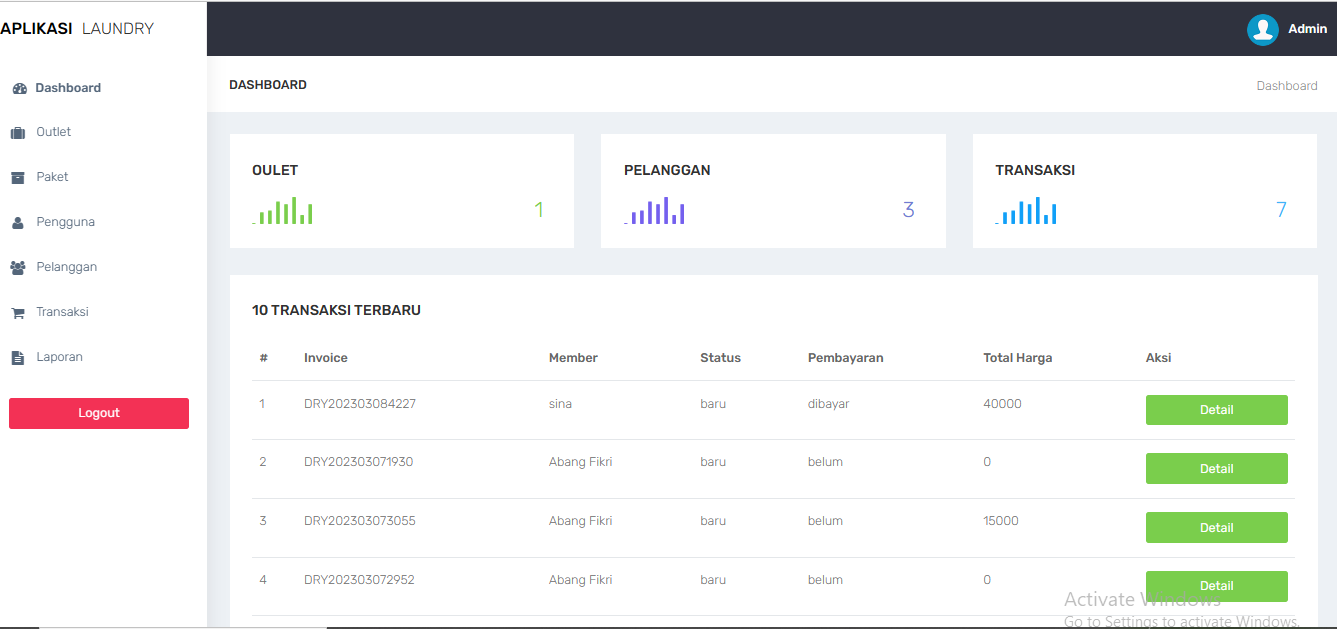 APLIKASI LAUNDRY
Admin
Dashboard
Outlet
Paket
Pengguna
Pelanggan
Transaksi
Laporan
Logout
DASHBOARD
Dashboard
OULET
1
PELANGGAN
3
TRANSAKSI
7
10 TRANSAKSI TERBARU
# Invoice Member Status Pembayaran Total Harga Aksi
1 DRY202303084227 sina baru dibayar 40000 Detail
2 DRY202303071930 Abang Fikri baru belum 0 Detail
3 DRY202303073055 Abang Fikri baru belum 15000 Detail
4 DRY202303072952 Abang Fikri baru belum 0 Detail
Activate Windows
Go to Settings to activate Windows.